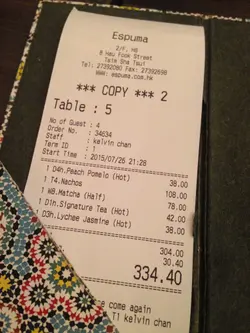 Espuma
2/F, H8
8 Hau Fook Street
Tsim Sha Tsui
Tel: 27392080 Fax: 27392898
WWW. espuma.com.hk
*** COPY *** 2
Table : 5
No of Guest : 4
Order No. : 34634
Staff : kelvin chan
Term ID : 1
Start Time : 2015/07/26 21:28
1 D4h.Peach Pomelo (Hot) 38.00
1 T4.Nachos 108.00
1 W8.Matcha (Half) 78.00
1 D1h.Signature Tea (Hot) 42.00
D3h.Lychee Jasmine (Hot) 38.00
304.00
30.40
334.40
come again
T1 kelvin chan